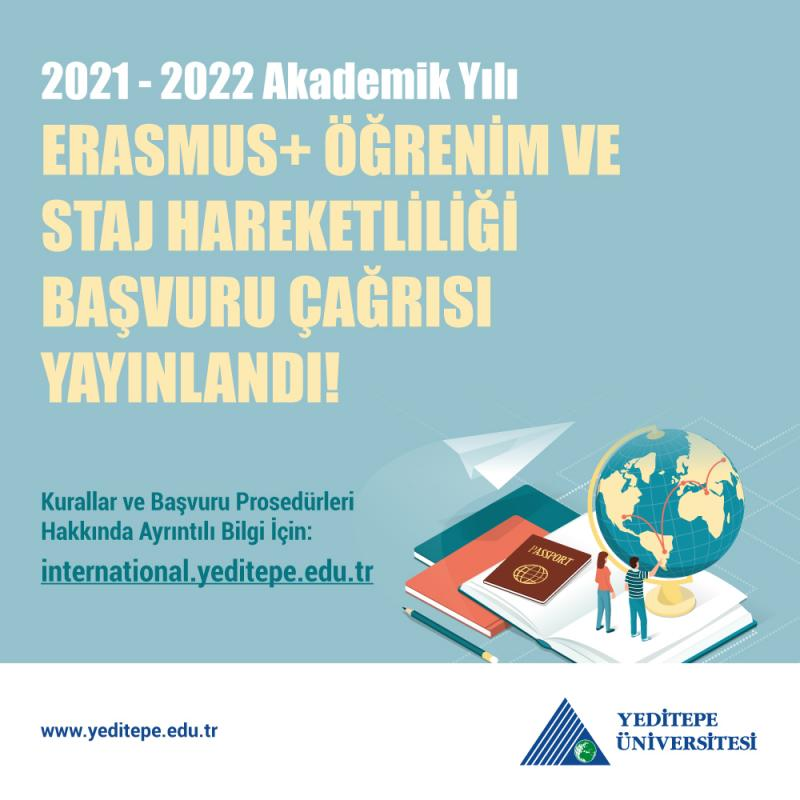 2021 - 2022 Akademik Yılı
ERASMUS+ ÖĞRENİM VE
STAJ HAREKETLİLİĞİ
BAŞVURU ÇAĞRISI
YAYINLANDI!
Kurallar ve Başvuru Prosedürleri
Hakkında Ayrıntılı Bilgi İçin:
international.yeditepe.edu.tr
PASSPORT
www.yeditepe.edu.tr
YEDİTEPE
ÜNİVERSİTESİ